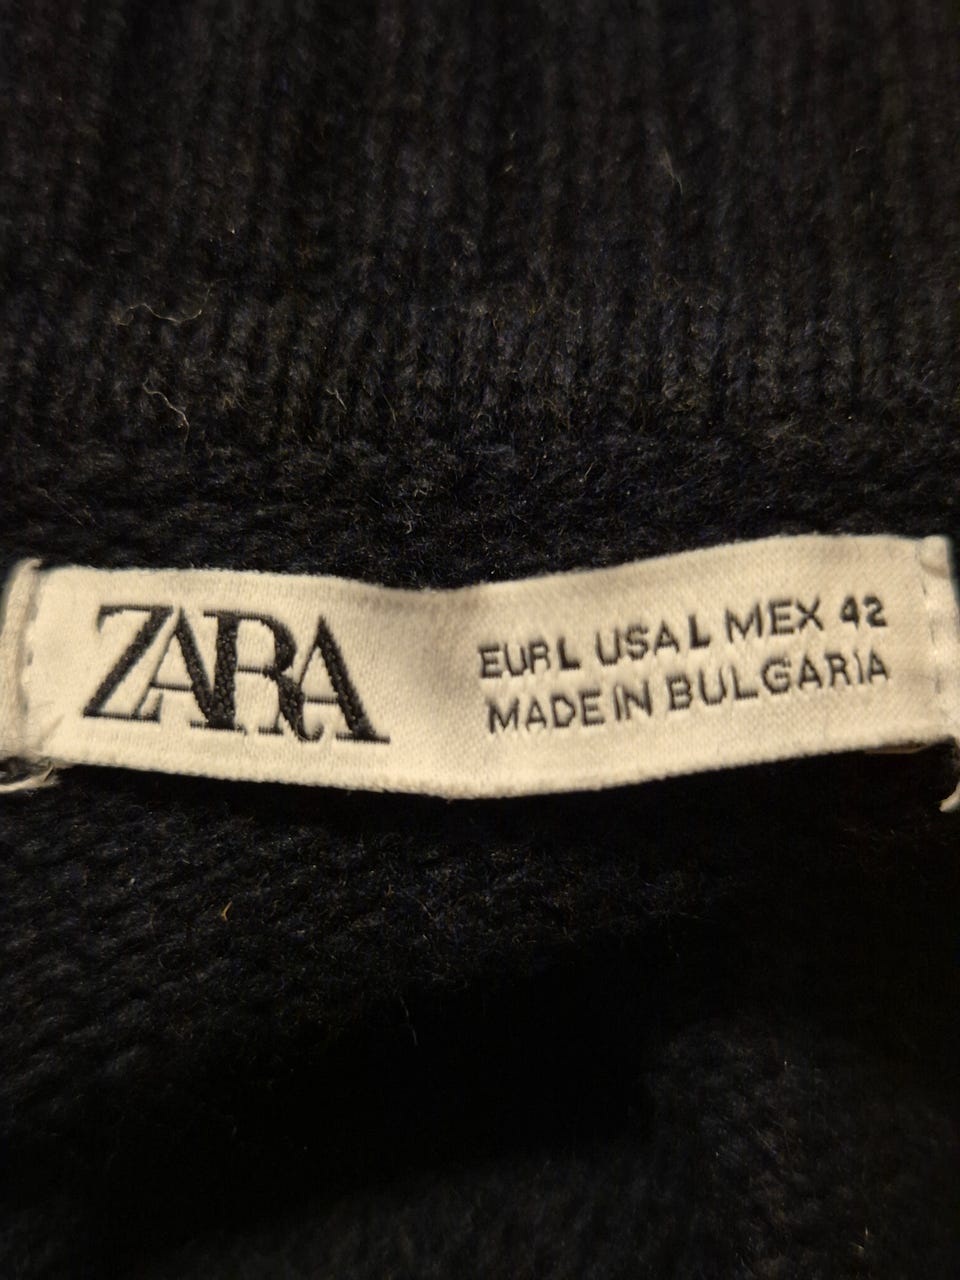 ZARA
EUR L USA L MEX 42
MADE IN BULGARIA